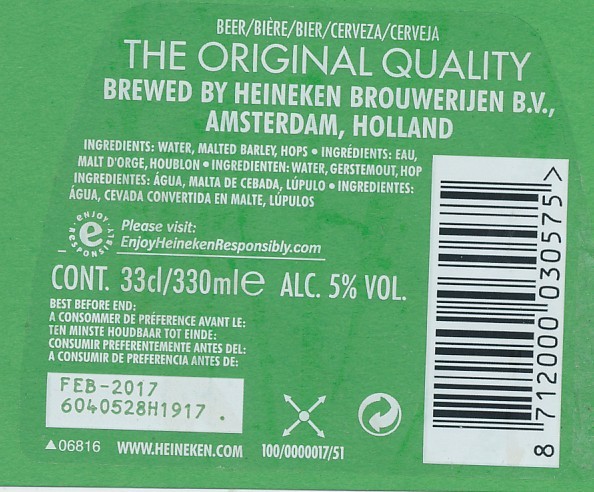 BEER/BIÈRE/BIER/CERVEZA/CERVEJA
THE ORIGINAL QUALITY
BREWED BY HEINEKEN BROUWERIJEN B.V.,
AMSTERDAM, HOLLAND
INGREDIENTS: WATER, MALTED BARLEY, HOPS • INGRÉDIENTS: EAU,
MALT D'ORGE, HOUBLON • INGREDIENTEN: WATER, GERSTEMOUT, HOP
INGREDIENTES: ÁGUA, MALTA DE CEBADA, LÚPULO • INGREDIENTES:
ÁGUA, CEVADA CONVERTIDA EN MALTE, LÚPULOS
ENJOY RESPONSIBLY
e
Please visit:
EnjoyHeinekenResponsibly.com
CONT. 33cl/330ml e ALC. 5% VOL.
BEST BEFORE END:
A CONSOMMER DE PRÉFERENCE AVANT LE:
TEN MINSTE HOUDBAAR TOT EINDE:
CONSUMIR PREFERENTEMENTE ANTES DEL:
A CONSUMIR DE PREFERENCIA ANTES DE:
FEB-2017
6040528H1917 .
▲06816 WWW.HEINEKEN.COM 100/0000017/51
8 712000 030575 >